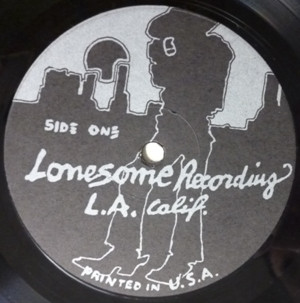 SIDE ONE
Lonesome Recording
L.A. Calif.
PRINTED IN U.S.A.